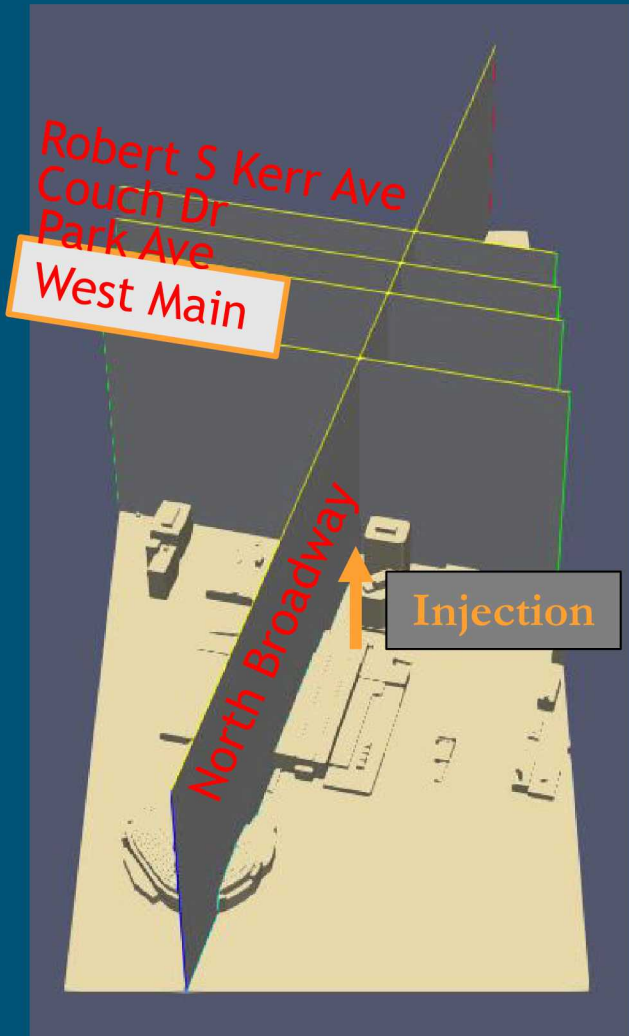 Robert S Kerr Ave
Couch Dr
Park Ave
West Main
North Broadway
Injection